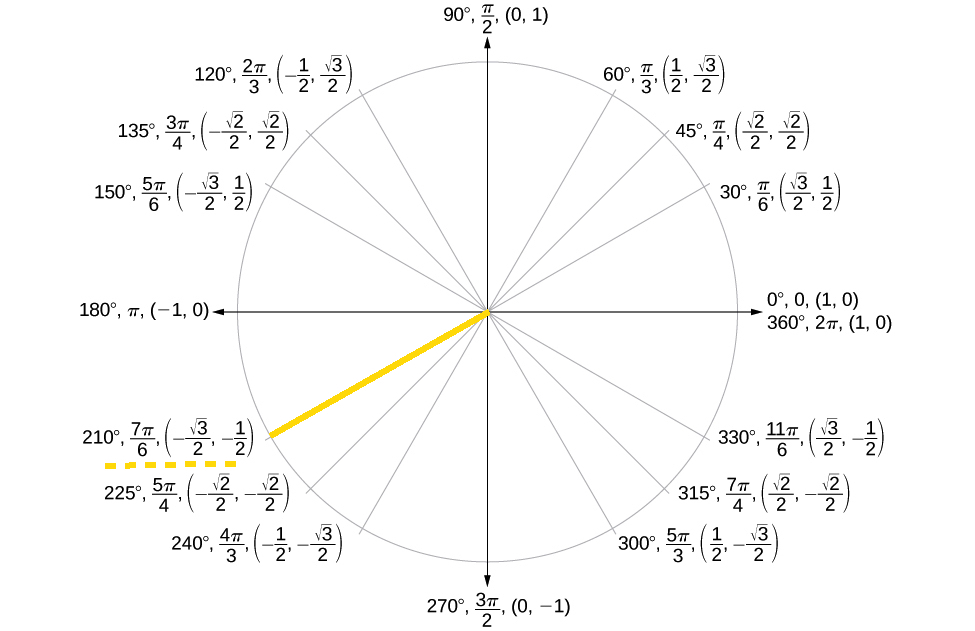 90°, π/2, (0, 1)
120°, 2π/3, (−1/2, √3/2)
60°, π/3, (1/2, √3/2)
135°, 3π/4, (−√2/2, √2/2)
45°, π/4, (√2/2, √2/2)
150°, 5π/6, (−√3/2, 1/2)
30°, π/6, (√3/2, 1/2)
180°, π, (−1, 0)
0°, 0, (1, 0)
360°, 2π, (1, 0)
210°, 7π/6, (−√3/2, −1/2)
330°, 11π/6, (√3/2, −1/2)
225°, 5π/4, (−√2/2, −√2/2)
315°, 7π/4, (√2/2, −√2/2)
240°, 4π/3, (−1/2, −√3/2)
300°, 5π/3, (1/2, −√3/2)
270°, 3π/2, (0, −1)